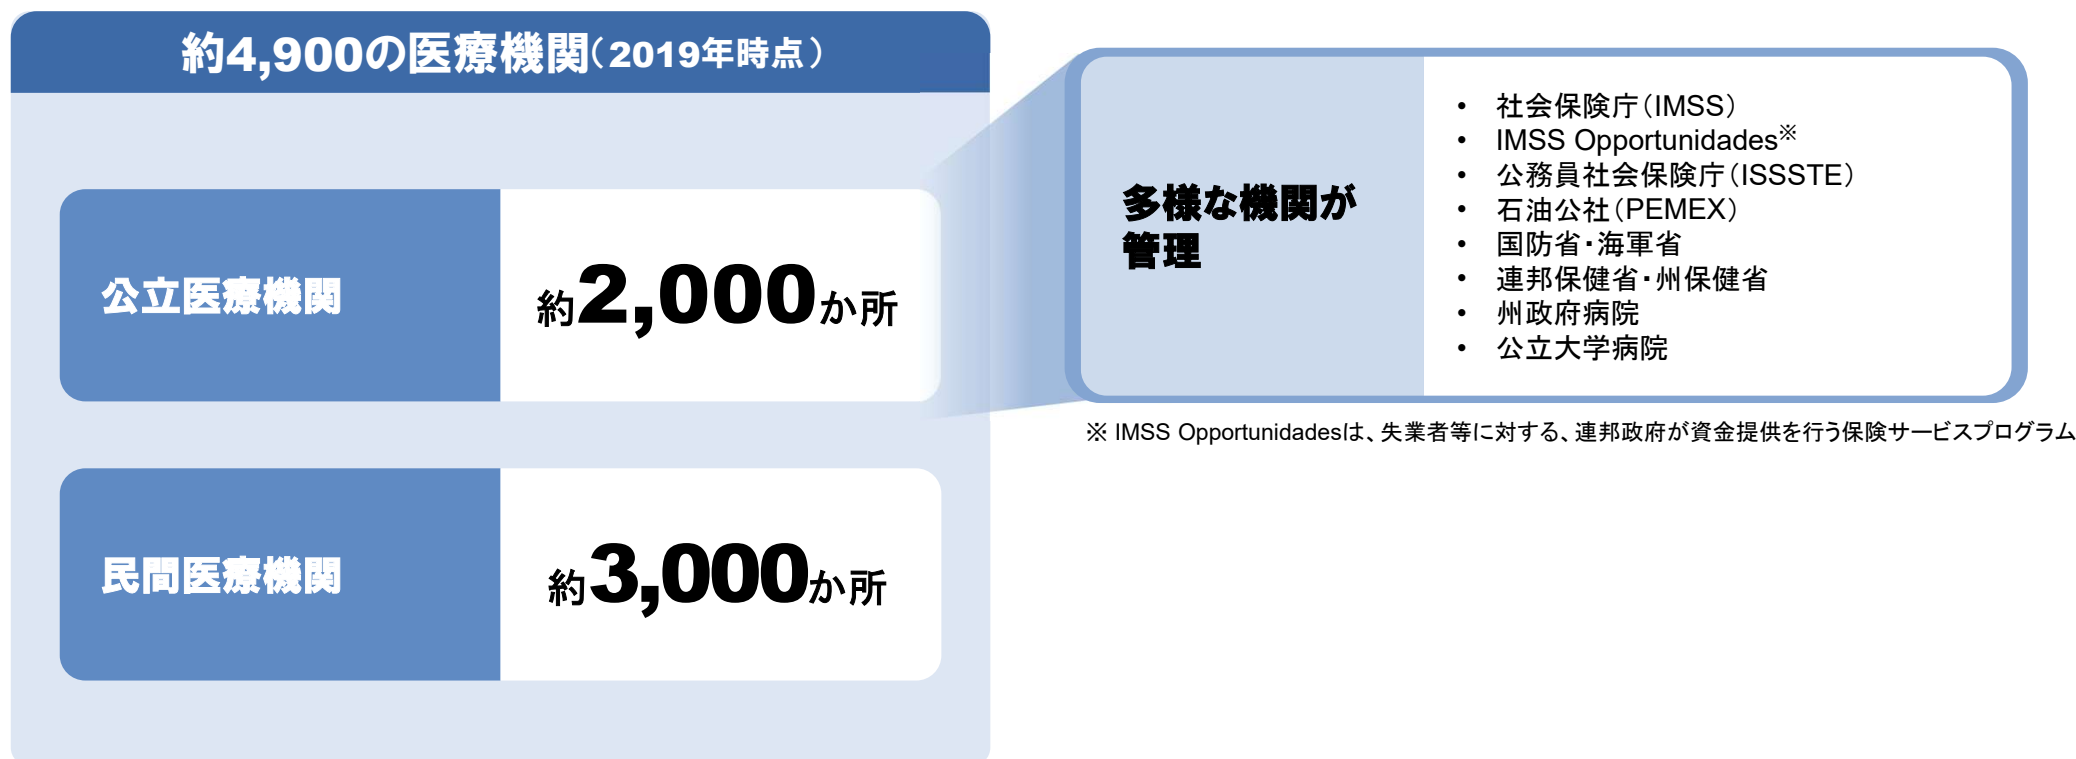 約4,900の医療機関（2019年時点）
公立医療機関
約2,000か所
民間医療機関
約3,000か所
多様な機関が
管理
• 社会保険庁（IMSS）
• IMSS Opportunidades※
• 公務員社会保険庁（ISSSTE）
• 石油公社（PEMEX）
• 国防省・海軍省
• 連邦保健省・州保健省
• 州政府病院
• 公立大学病院
※ IMSS Opportunidadesは、失業者等に対する、連邦政府が資金提供を行う保険サービスプログラム